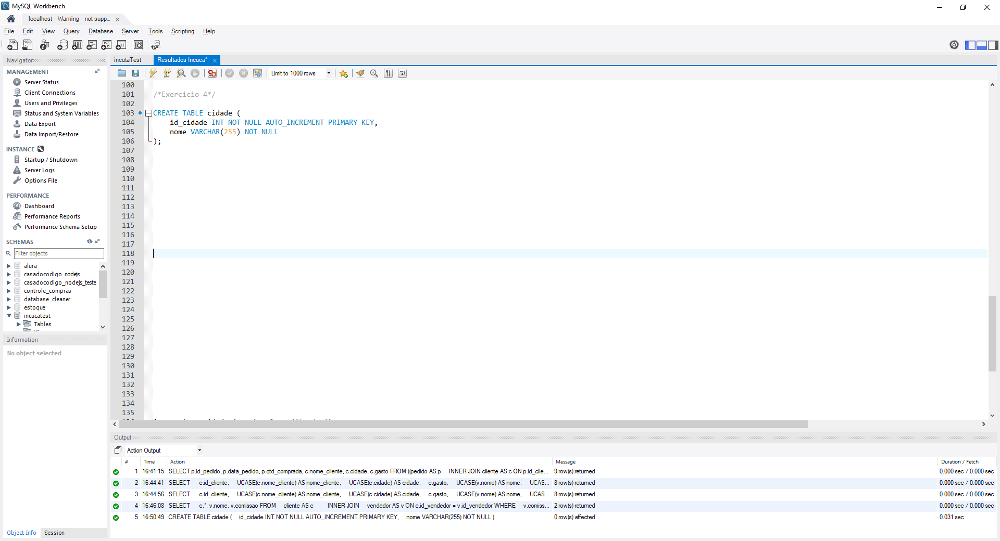 MySQL Workbench
localhost - Warning - not supp...
File Edit View Query Database Server Tools Scripting Help
Navigator
incutaTest
Resultados Incuca*
MANAGEMENT
Server Status
Client Connections
Users and Privileges
Status and System Variables
Data Export
Data Import/Restore
INSTANCE
Startup / Shutdown
Server Logs
Options File
PERFORMANCE
Dashboard
Performance Reports
Performance Schema Setup
SCHEMAS
Filter objects
alura
casadocodigo_nodejs
casadocodigo_nodejs_teste
controle_compras
database_cleaner
estoque
incucatest
Tables
Information
No object selected
Object Info Session
Limit to 1000 rows
100
101 /*Exercicio 4*/
102
103 CREATE TABLE cidade (
104 id_cidade INT NOT NULL AUTO_INCREMENT PRIMARY KEY,
105 nome VARCHAR(255) NOT NULL
106 );
107
108
109
110
111
112
113
114
115
116
117
118
119
120
121
122
123
124
125
126
127
128
129
130
131
132
133
134
135
Output
Action Output
# Time Action Message Duration / Fetch
1 16:41:15 SELECT p.id_pedido, p.data_pedido, p.qtd_comprada, c.nome_cliente, c.cidade, c.gasto FROM ((pedido AS p INNER JOIN cliente AS c ON p.id_clie... 9 row(s) returned 0.000 sec / 0.000 sec
2 16:44:41 SELECT c.id_cliente, UCASE(c.nome_cliente) AS nome_cliente, UCASE(c.cidade) AS cidade, c.gasto, UCASE(v.nome) AS nome, UCAS... 8 row(s) returned 0.000 sec / 0.000 sec
3 16:44:56 SELECT c.id_cliente, UCASE(c.nome_cliente) AS nome_cliente, UCASE(c.cidade) AS cidade, c.gasto, UCASE(v.nome) AS nome, UCAS... 8 row(s) returned 0.000 sec / 0.000 sec
4 16:46:08 SELECT c.*, v.nome, v.comissao FROM cliente AS c INNER JOIN vendedor AS v ON c.id_vendedor = v.id_vendedor WHERE v.comiss... 2 row(s) returned 0.000 sec / 0.000 sec
5 16:50:49 CREATE TABLE cidade ( id_cidade INT NOT NULL AUTO_INCREMENT PRIMARY KEY, nome VARCHAR(255) NOT NULL ) 0 row(s) affected 0.031 sec